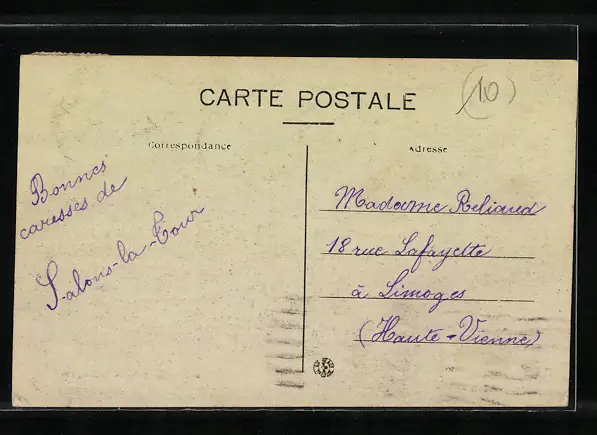 CARTE POSTALE
(10)
Correspondance
Adresse
Bonnes
caresses de
Salons-la-Tour
Madame Reliaud
18 rue Lafayette
à Limoges
(Haute-Vienne)